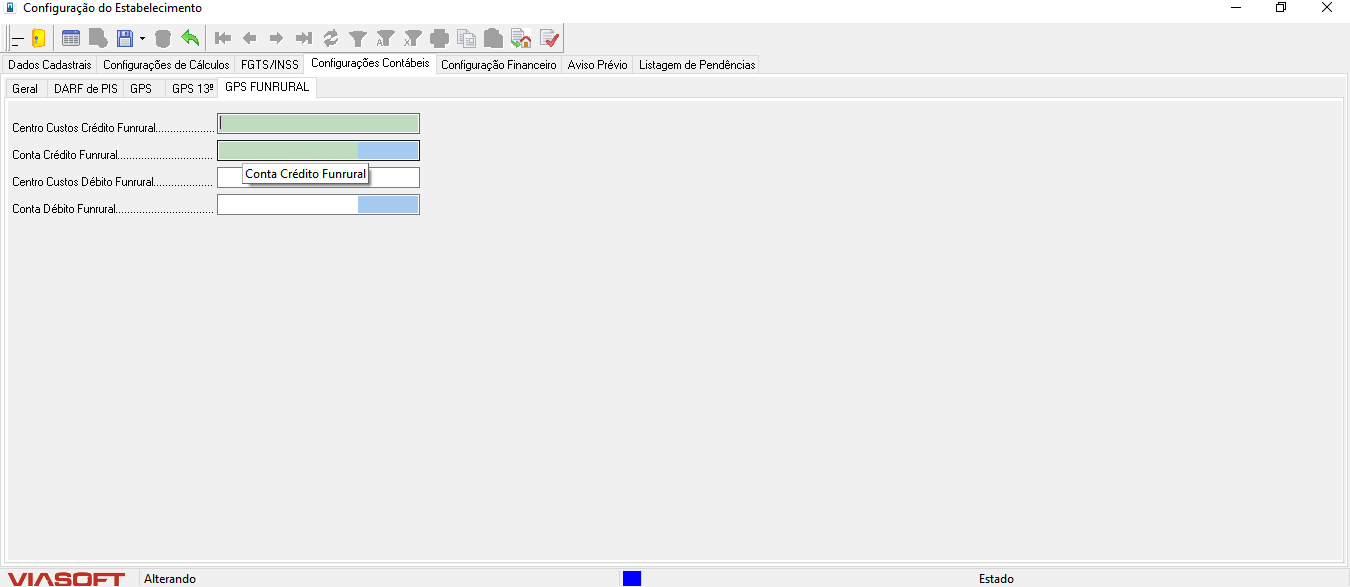 Configuração do Estabelecimento
Dados Cadastrais Configurações de Cálculos FGTS/INSS Configurações Contábeis Configuração Financeiro Aviso Prévio Listagem de Pendências
Geral DARF de PIS GPS GPS 13º GPS FUNRURAL
Centro Custos Crédito Funrural....................
Conta Crédito Funrural................................
Conta Crédito Funrural
Centro Custos Débito Funrural....................
Conta Débito Funrural.................................
VIASOFT Alterando Estado